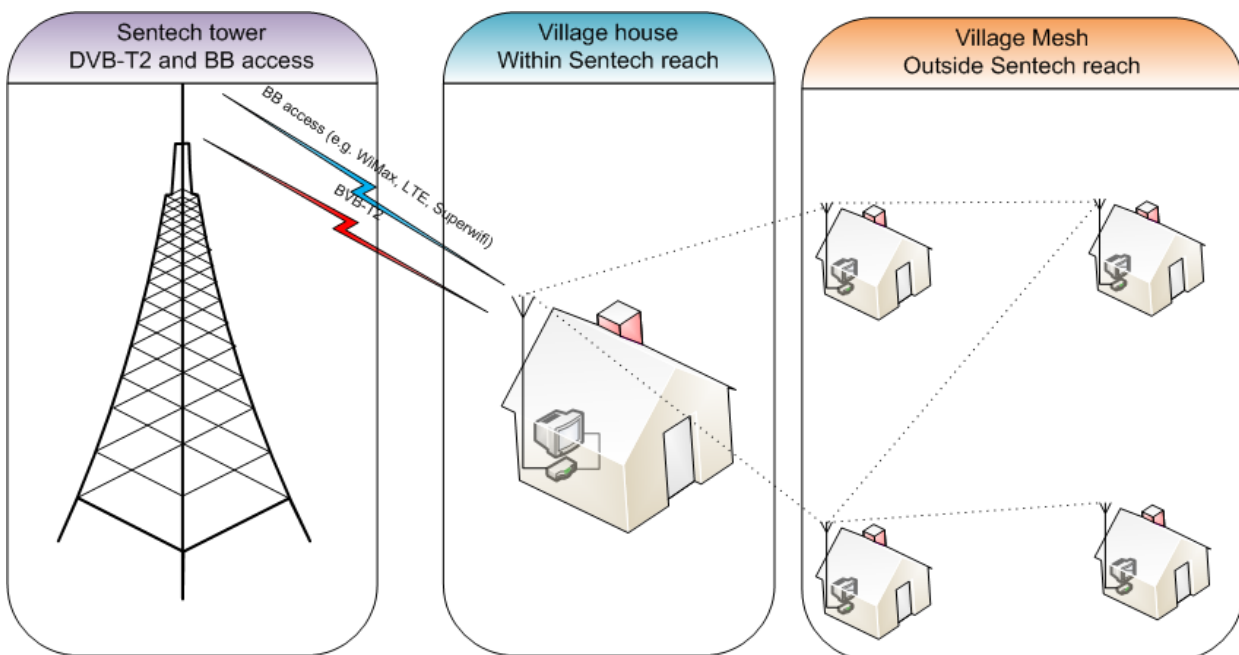 Sentech tower
DVB-T2 and BB access
Village house
Within Sentech reach
Village Mesh
Outside Sentech reach
BB access (e.g. WiMax, LTE, Superwifi)
BVB-T2